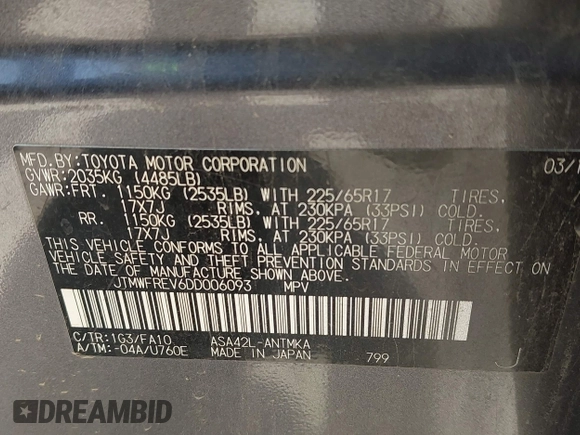 MFD.BY:TOYOTA MOTOR CORPORATION 03/1
GVWR:2035KG (4485LB)
GAWR:FRT. 1150KG (2535LB) WITH 225/65R17 TIRES,
17X7J RIMS, AT 230KPA (33PSI) COLD.
RR. 1150KG (2535LB) WITH 225/65R17 TIRES,
17X7J RIMS, AT 230KPA (33PSI) COLD.
THIS VEHICLE CONFORMS TO ALL APPLICABLE FEDERAL MOTOR
VEHICLE SAFETY AND THEFT PREVENTION STANDARDS IN EFFECT ON
THE DATE OF MANUFACTURE SHOWN ABOVE.
JTMWFREV6DD006093 MPV
C/TR:1G3/FA10 ASA42L-ANTMKA
A/TM:-04A/U760E MADE IN JAPAN 799 J
DREAMBID